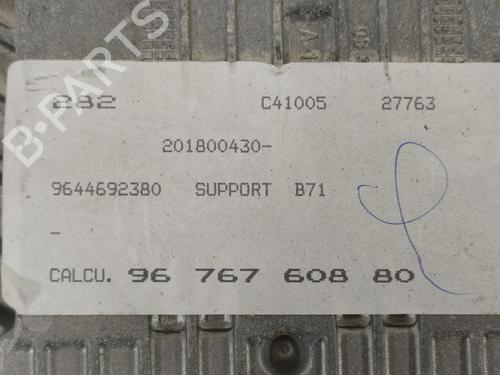 282 C41005 27763
201800430-
9644692380 SUPPORT B71
-
CALCU. 96 767 608 80
B-PARTS